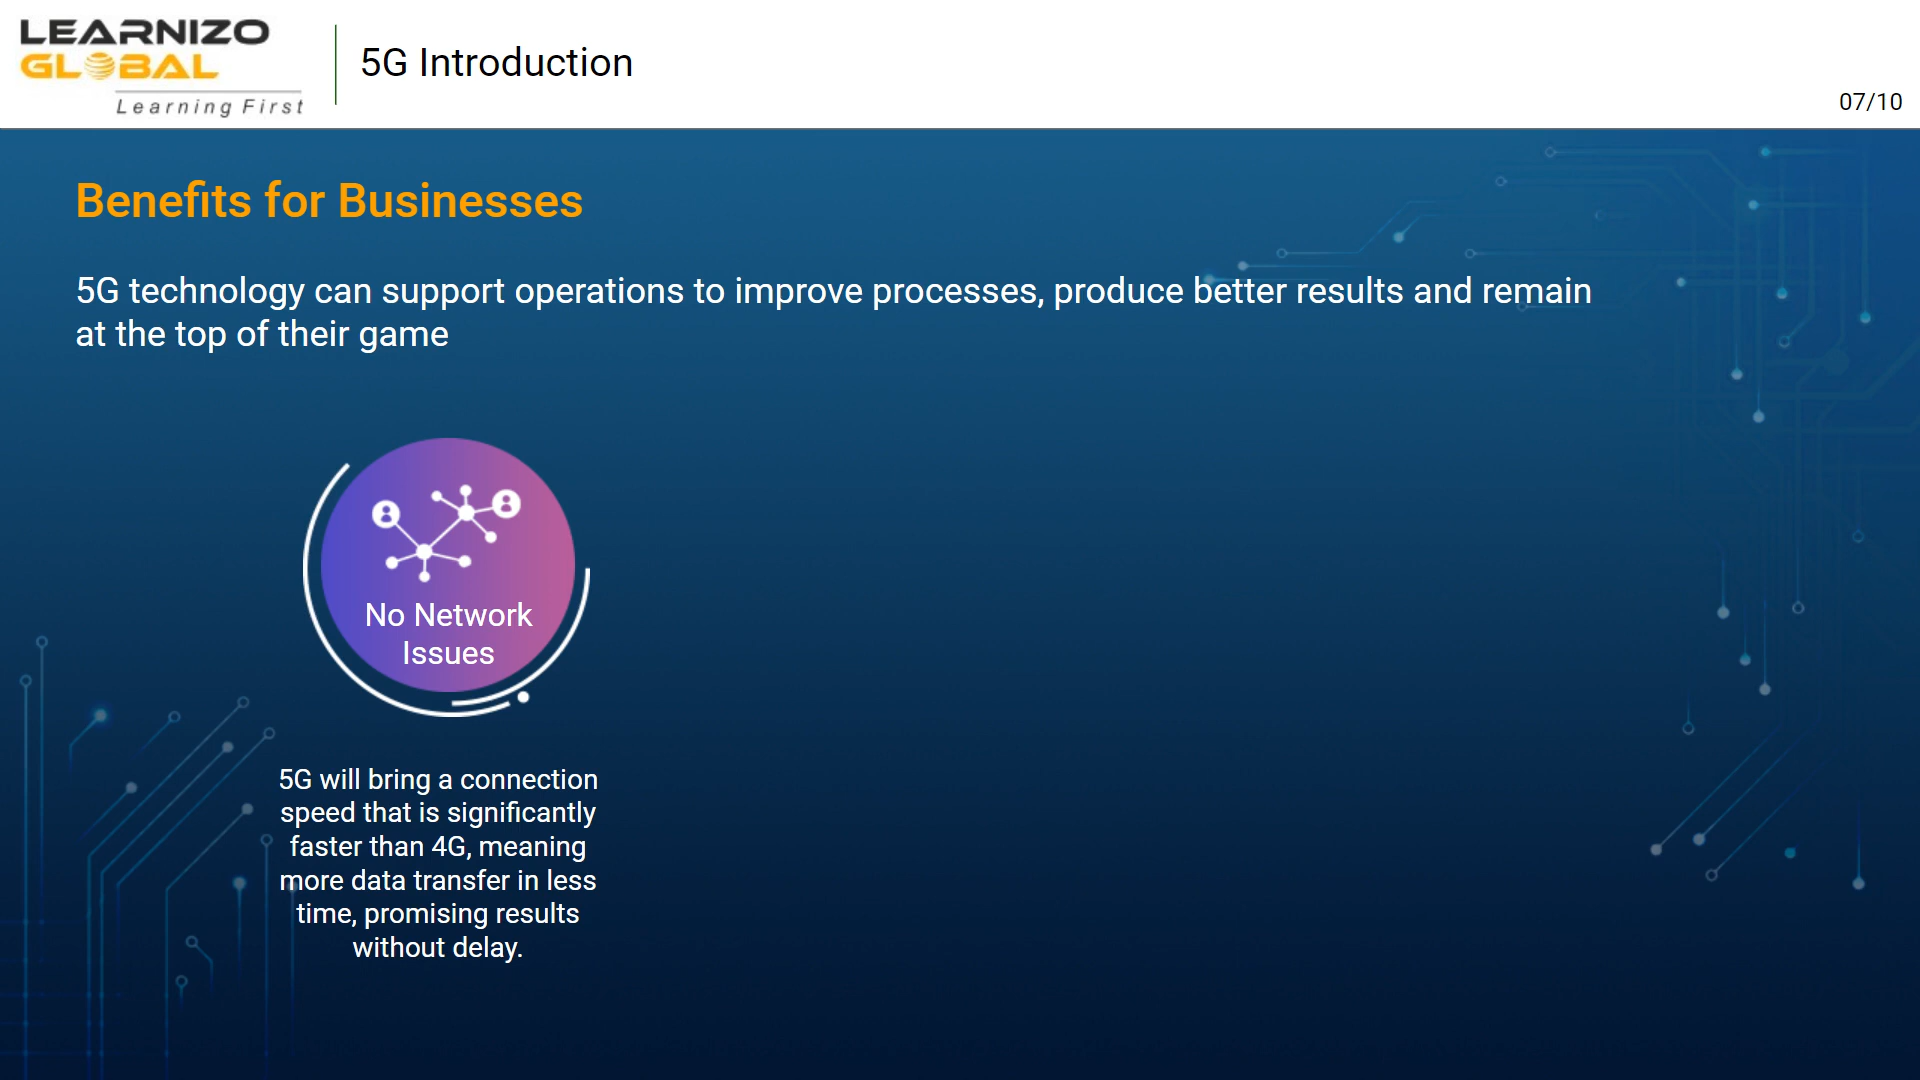 LEARNIZO
GLOBAL
Learning First
5G Introduction
07/10
Benefits for Businesses
5G technology can support operations to improve processes, produce better results and remain
at the top of their game
No Network
Issues
5G will bring a connection
speed that is significantly
faster than 4G, meaning
more data transfer in less
time, promising results
without delay.